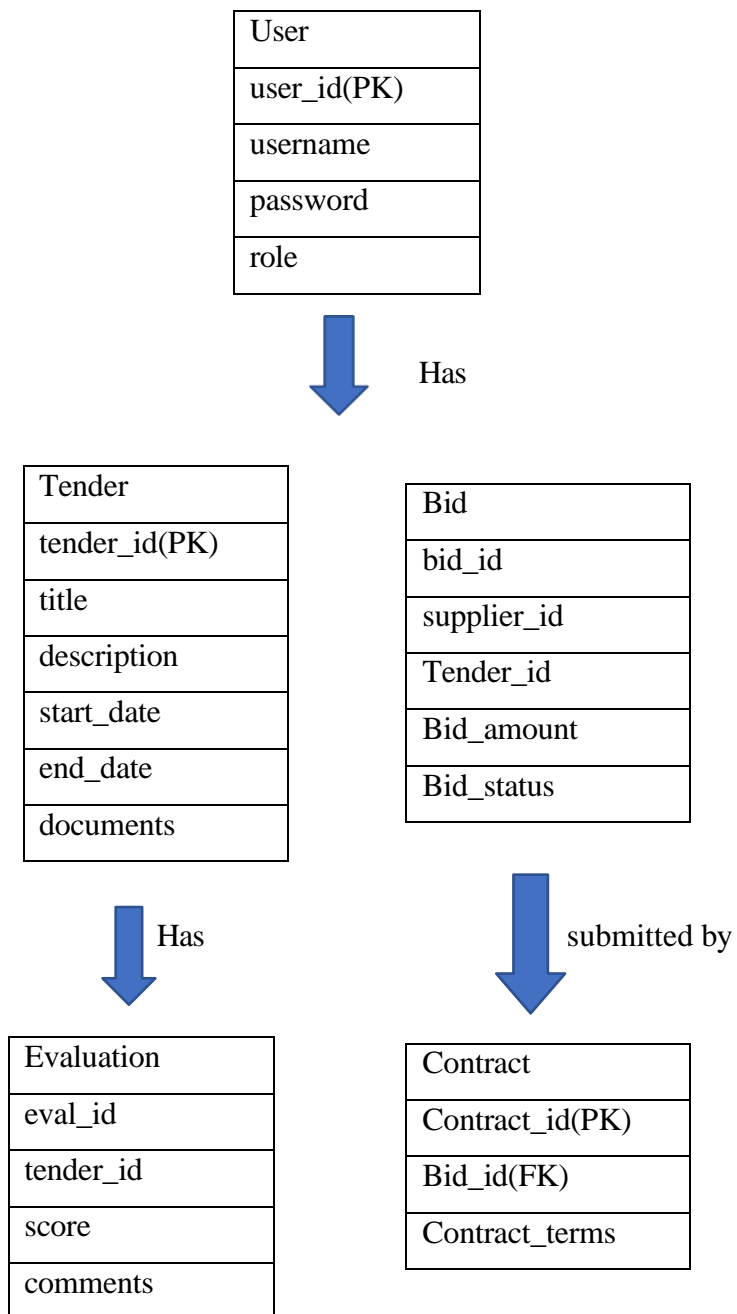 User
user_id(PK)
username
password
role
Has
Tender
tender_id(PK)
title
description
start_date
end_date
documents
Bid
bid_id
supplier_id
Tender_id
Bid_amount
Bid_status
Has
submitted by
Evaluation
eval_id
tender_id
score
comments
Contract
Contract_id(PK)
Bid_id(FK)
Contract_terms